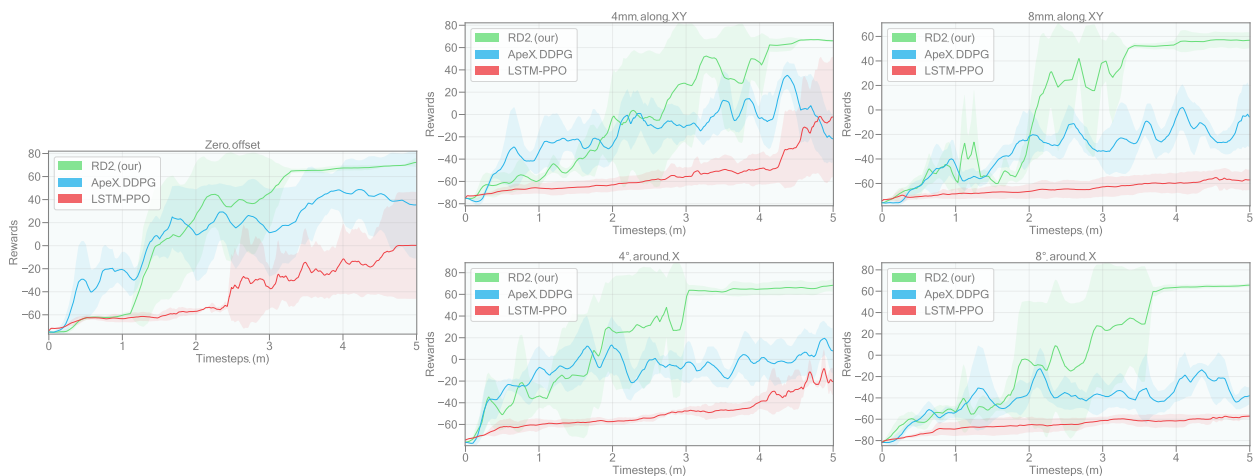 Zero, offset
RD2, (our)
ApeX, DDPG
LSTM-PPO
Rewards
80
60
40
20
0
−20
−40
−60
0 1 2 3 4 5
Timesteps, (m)
4mm, along, XY
RD2, (our)
ApeX, DDPG
LSTM-PPO
Rewards
80
60
40
20
0
−20
−40
−60
−80
0 1 2 3 4 5
Timesteps, (m)
8mm, along, XY
RD2, (our)
ApeX, DDPG
LSTM-PPO
Rewards
60
40
20
0
−20
−40
−60
0 1 2 3 4 5
Timesteps, (m)
4°, around, X
RD2, (our)
ApeX, DDPG
LSTM-PPO
Rewards
80
60
40
20
0
−20
−40
−60
0 1 2 3 4 5
Timesteps, (m)
8°, around, X
RD2, (our)
ApeX, DDPG
LSTM-PPO
Rewards
80
60
40
20
0
−20
−40
−60
−80
0 1 2 3 4 5
Timesteps, (m)